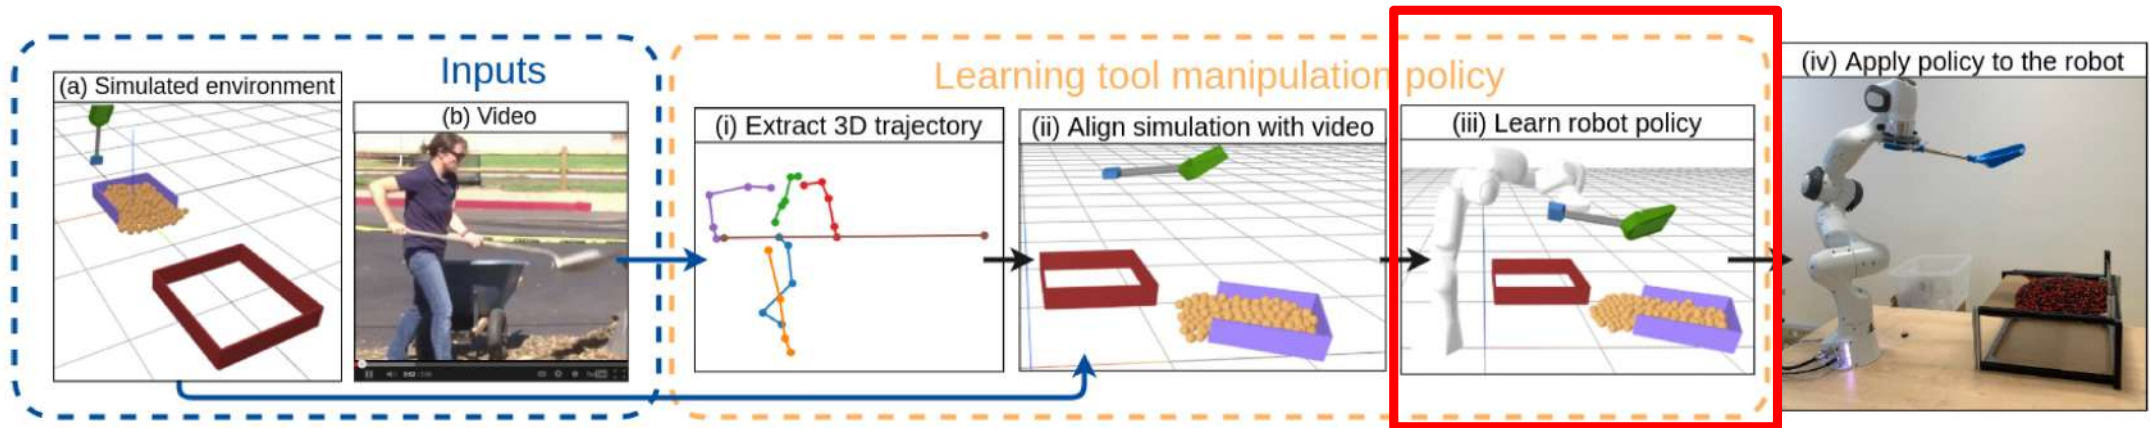 Inputs
(a) Simulated environment
(b) Video
Learning tool manipulation policy
(i) Extract 3D trajectory
(ii) Align simulation with video
(iii) Learn robot policy
(iv) Apply policy to the robot